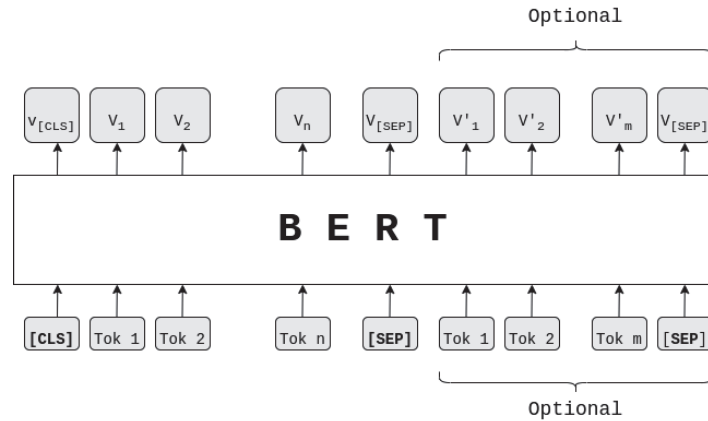 Optional
v[CLS] V1 V2 Vn V[SEP] V'1 V'2 V'm V[SEP]
B E R T
[CLS] Tok 1 Tok 2 Tok n [SEP] Tok 1 Tok 2 Tok m [SEP]
Optional